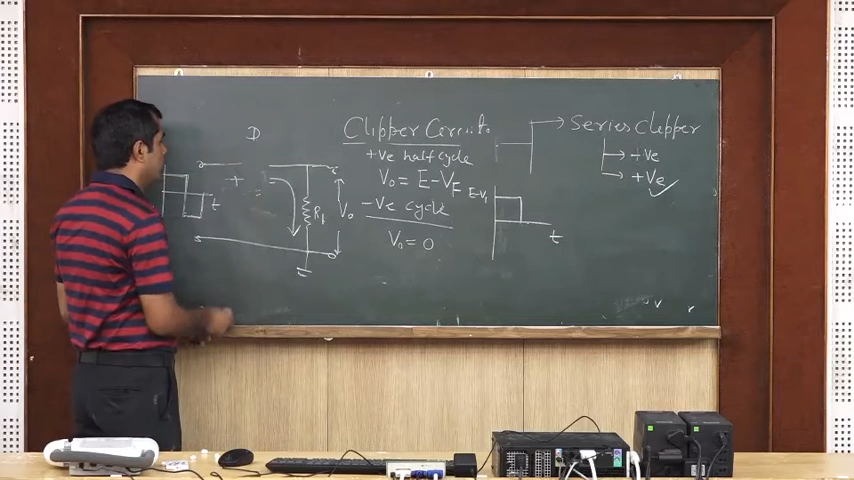 Clipper Circuits
Series Clipper
-ve
+ve
D
+ve half cycle
V₀ = E - V_F
-ve cycle
V₀ = 0
E-V_F
t
+
t
R_L
V₀